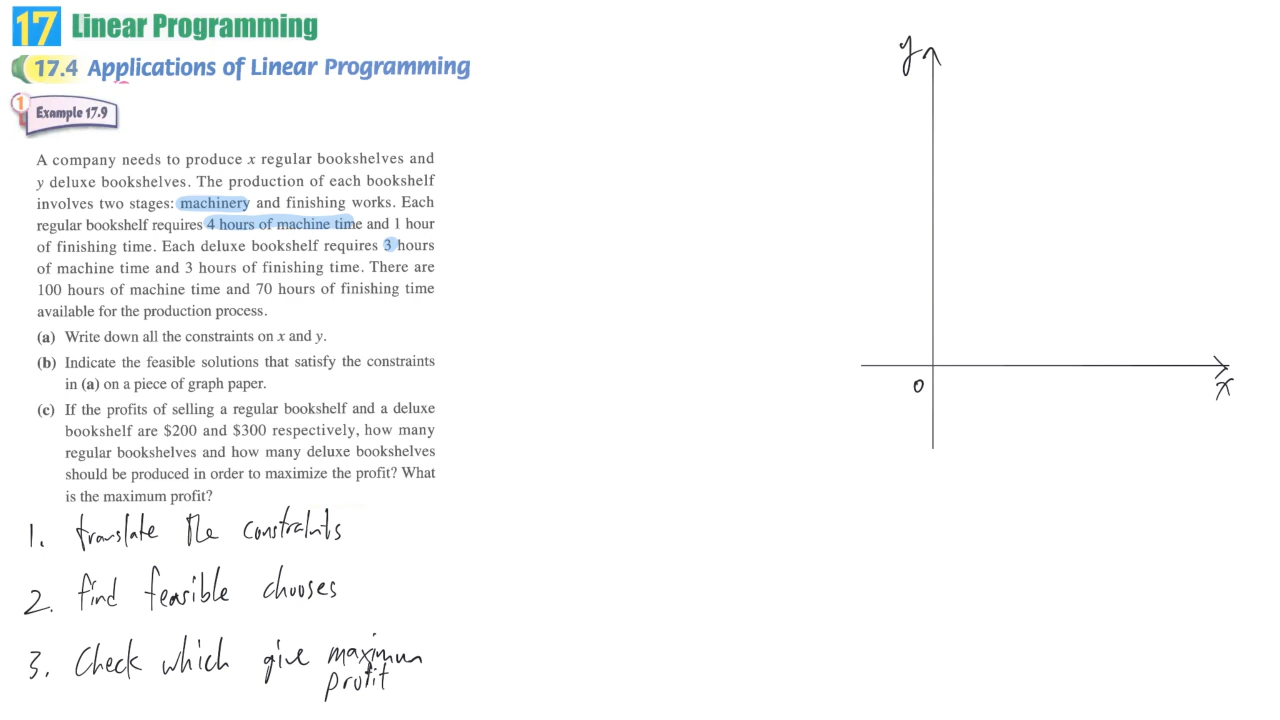 17 Linear Programming
17.4 Applications of Linear Programming
1
Example 17.9
A company needs to produce x regular bookshelves and
y deluxe bookshelves. The production of each bookshelf
involves two stages: machinery and finishing works. Each
regular bookshelf requires 4 hours of machine time and 1 hour
of finishing time. Each deluxe bookshelf requires 3 hours
of machine time and 3 hours of finishing time. There are
100 hours of machine time and 70 hours of finishing time
available for the production process.
(a) Write down all the constraints on x and y.
(b) Indicate the feasible solutions that satisfy the constraints
in (a) on a piece of graph paper.
(c) If the profits of selling a regular bookshelf and a deluxe
bookshelf are $200 and $300 respectively, how many
regular bookshelves and how many deluxe bookshelves
should be produced in order to maximize the profit? What
is the maximum profit?
1. translate the constraints
2. find feasible chooses
3. Check which give maximum
profit
y
0
x